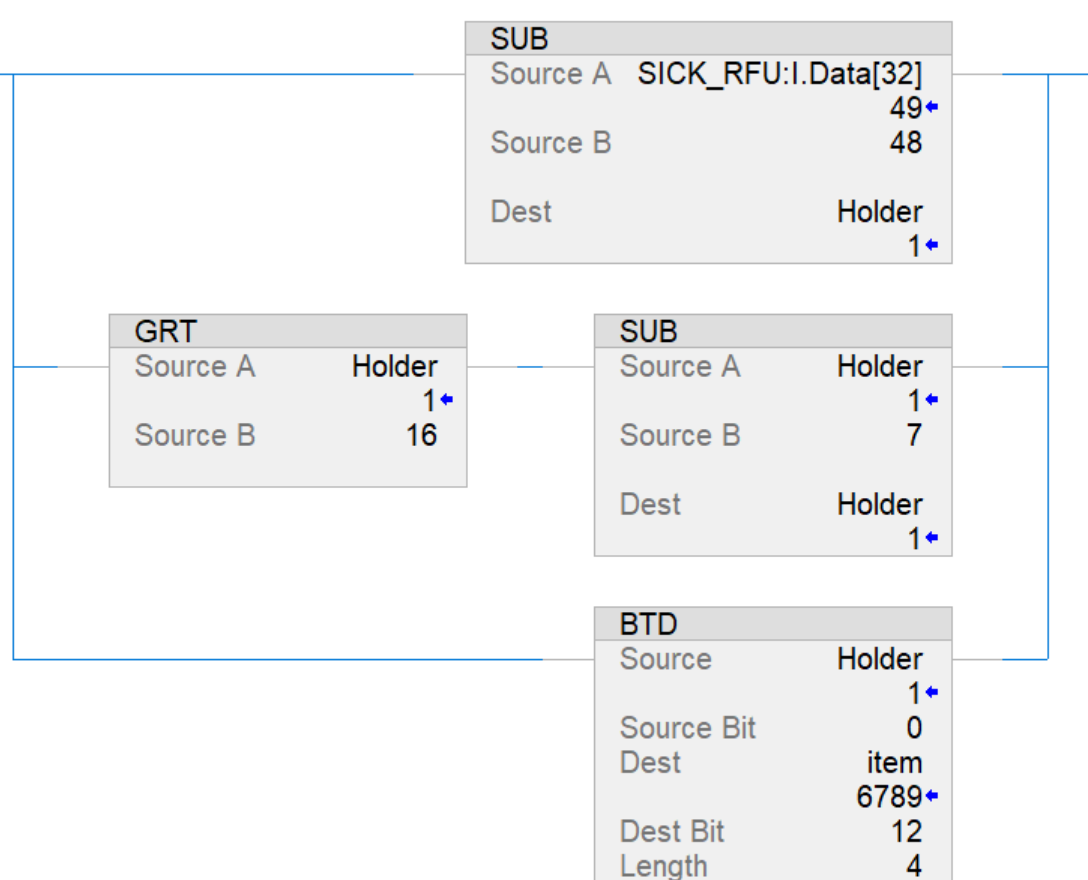 SUB
Source A SICK_RFU:I.Data[32]
49
Source B 48
Dest Holder
1
GRT
Source A Holder
1
Source B 16
SUB
Source A Holder
1
Source B 7
Dest Holder
1
BTD
Source Holder
1
Source Bit 0
Dest item
6789
Dest Bit 12
Length 4